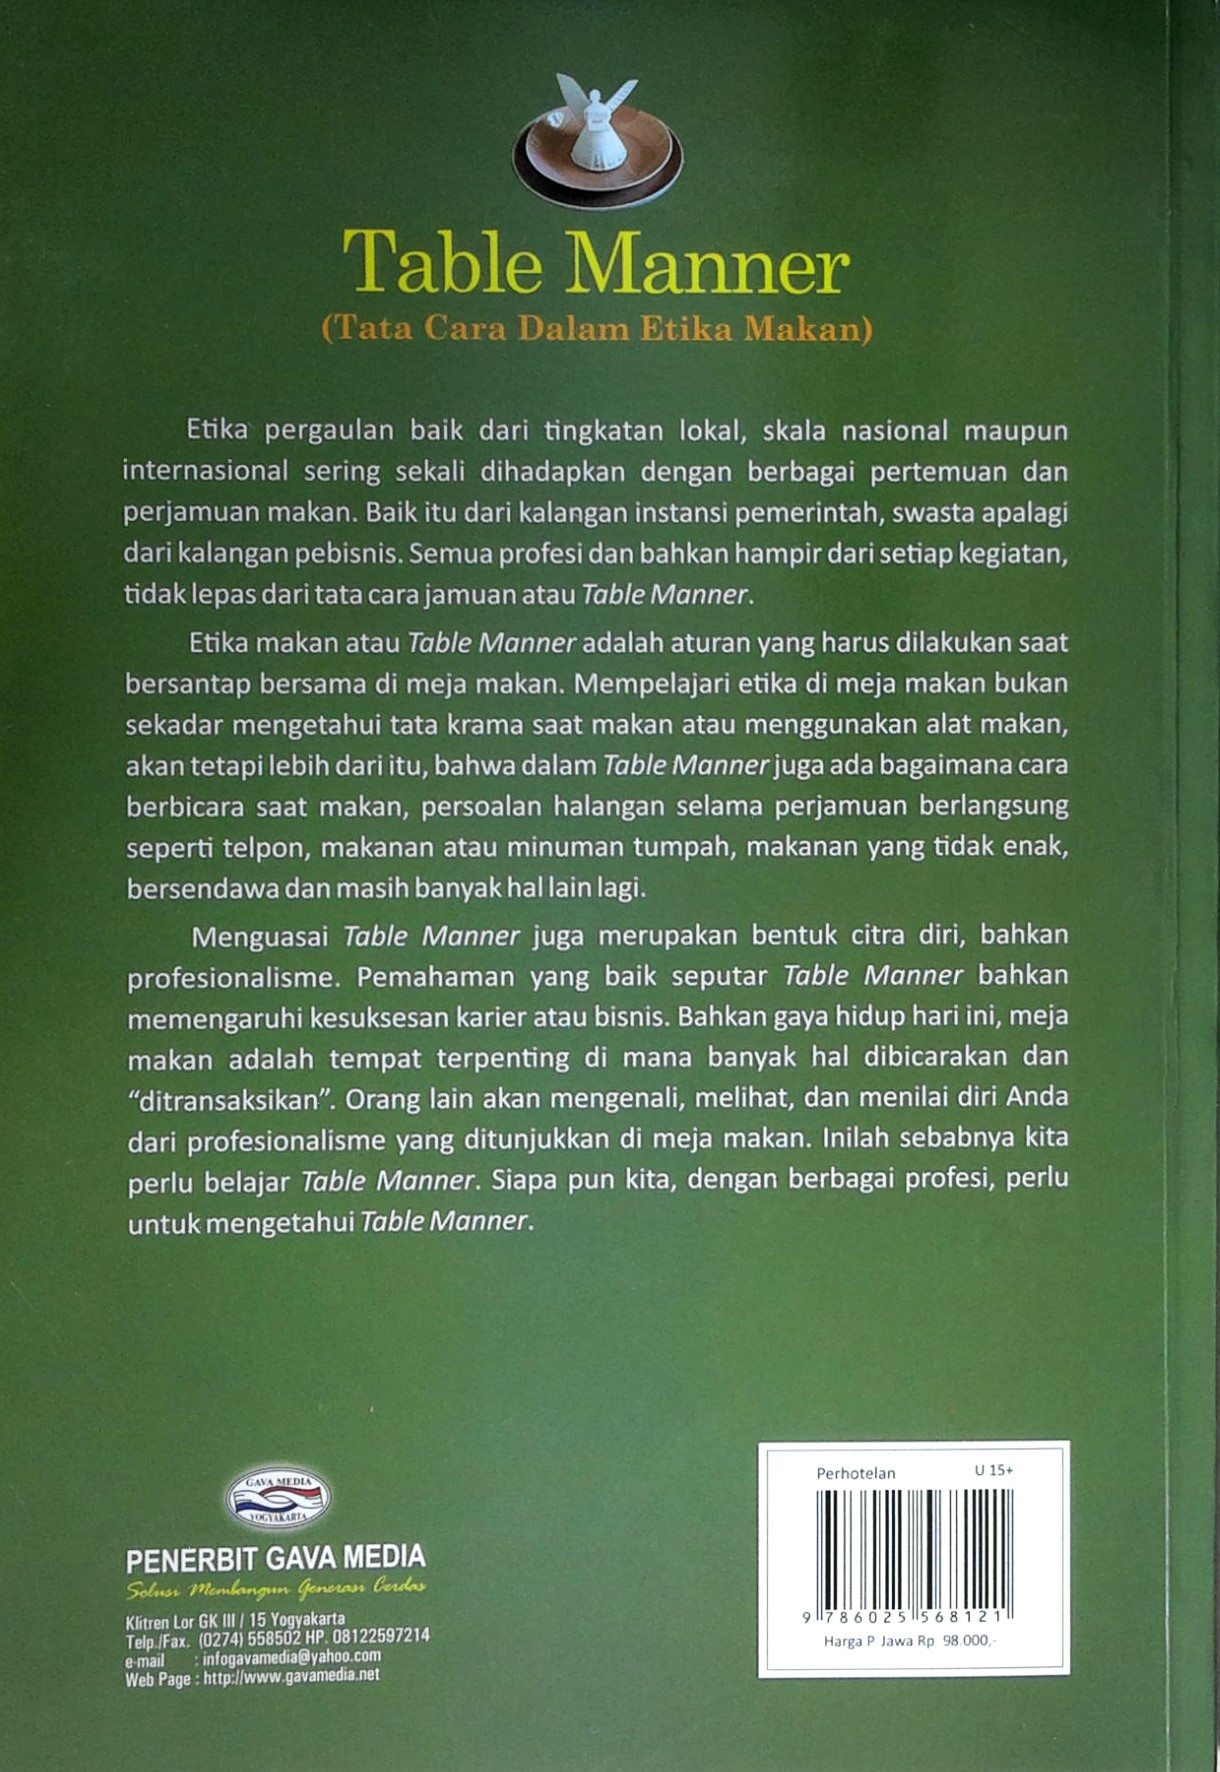 Table Manner
(Tata Cara Dalam Etika Makan)
Etika pergaulan baik dari tingkatan lokal, skala nasional maupun
internasional sering sekali dihadapkan dengan berbagai pertemuan dan
perjamuan makan. Baik itu dari kalangan instansi pemerintah, swasta apalagi
dari kalangan pebisnis. Semua profesi dan bahkan hampir dari setiap kegiatan,
tidak lepas dari tata cara jamuan atau Table Manner.
Etika makan atau Table Manner adalah aturan yang harus dilakukan saat
bersantap bersama di meja makan. Mempelajari etika di meja makan bukan
sekadar mengetahui tata krama saat makan atau menggunakan alat makan,
akan tetapi lebih dari itu, bahwa dalam Table Manner juga ada bagaimana cara
berbicara saat makan, persoalan halangan selama perjamuan berlangsung
seperti telpon, makanan atau minuman tumpah, makanan yang tidak enak,
bersendawa dan masih banyak hal lain lagi.
Menguasai Table Manner juga merupakan bentuk citra diri, bahkan
profesionalisme. Pemahaman yang baik seputar Table Manner bahkan
memengaruhi kesuksesan karier atau bisnis. Bahkan gaya hidup hari ini, meja
makan adalah tempat terpenting di mana banyak hal dibicarakan dan
“ditransaksikan”. Orang lain akan mengenali, melihat, dan menilai diri Anda
dari profesionalisme yang ditunjukkan di meja makan. Inilah sebabnya kita
perlu belajar Table Manner. Siapa pun kita, dengan berbagai profesi, perlu
untuk mengetahui Table Manner.
GAVA MEDIA
YOGYAKARTA
PENERBIT GAVA MEDIA
Solusi Membangun Generasi Cerdas
Klitren Lor GK III / 15 Yogyakarta
Telp./Fax. (0274) 558502 HP. 08122597214
e-mail : infogavamedia@yahoo.com
Web Page : http://www.gavamedia.net
Perhotelan U 15+
9 786025 568121
Harga P Jawa Rp 98.000,-